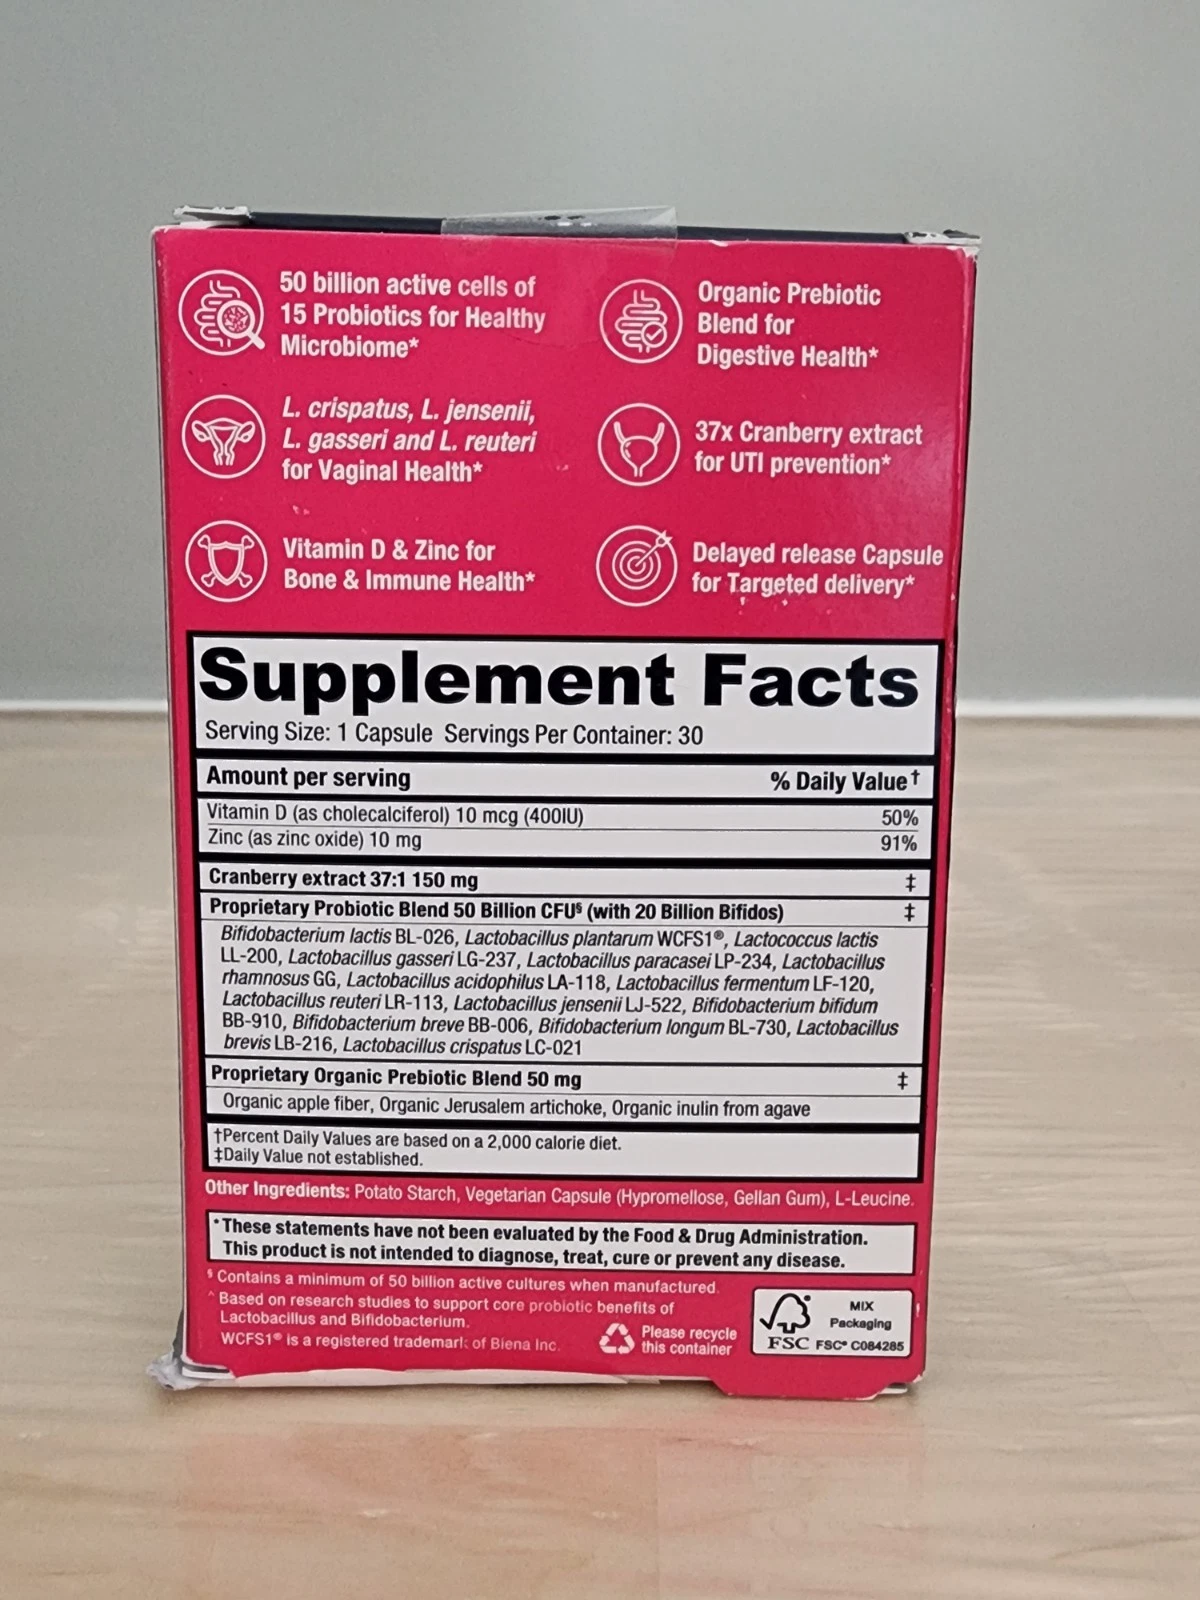 50 billion active cells of
15 Probiotics for Healthy
Microbiome*
Organic Prebiotic
Blend for
Digestive Health*
L. crispatus, L. jensenii,
L. gasseri and L. reuteri
for Vaginal Health*
37x Cranberry extract
for UTI prevention*
Vitamin D & Zinc for
Bone & Immune Health*
Delayed release Capsule
for Targeted delivery*
Supplement Facts
Serving Size: 1 Capsule Servings Per Container: 30
Amount per serving % Daily Value†
Vitamin D (as cholecalciferol) 10 mcg (400IU) 50%
Zinc (as zinc oxide) 10 mg 91%
Cranberry extract 37:1 150 mg ‡
Proprietary Probiotic Blend 50 Billion CFU§ (with 20 Billion Bifidos) ‡
Bifidobacterium lactis BL-026, Lactobacillus plantarum WCFS1®, Lactococcus lactis
LL-200, Lactobacillus gasseri LG-237, Lactobacillus paracasei LP-234, Lactobacillus
rhamnosus GG, Lactobacillus acidophilus LA-118, Lactobacillus fermentum LF-120,
Lactobacillus reuteri LR-113, Lactobacillus jensenii LJ-522, Bifidobacterium bifidum
BB-910, Bifidobacterium breve BB-006, Bifidobacterium longum BL-730, Lactobacillus
brevis LB-216, Lactobacillus crispatus LC-021
Proprietary Organic Prebiotic Blend 50 mg ‡
Organic apple fiber, Organic Jerusalem artichoke, Organic inulin from agave
†Percent Daily Values are based on a 2,000 calorie diet.
‡Daily Value not established.
Other Ingredients: Potato Starch, Vegetarian Capsule (Hypromellose, Gellan Gum), L-Leucine.
*These statements have not been evaluated by the Food & Drug Administration.
This product is not intended to diagnose, treat, cure or prevent any disease.
§ Contains a minimum of 50 billion active cultures when manufactured.
^ Based on research studies to support core probiotic benefits of
Lactobacillus and Bifidobacterium.
WCFS1® is a registered trademark of Biena Inc.
Please recycle
this container
MIX
Packaging
FSC FSC® C084285